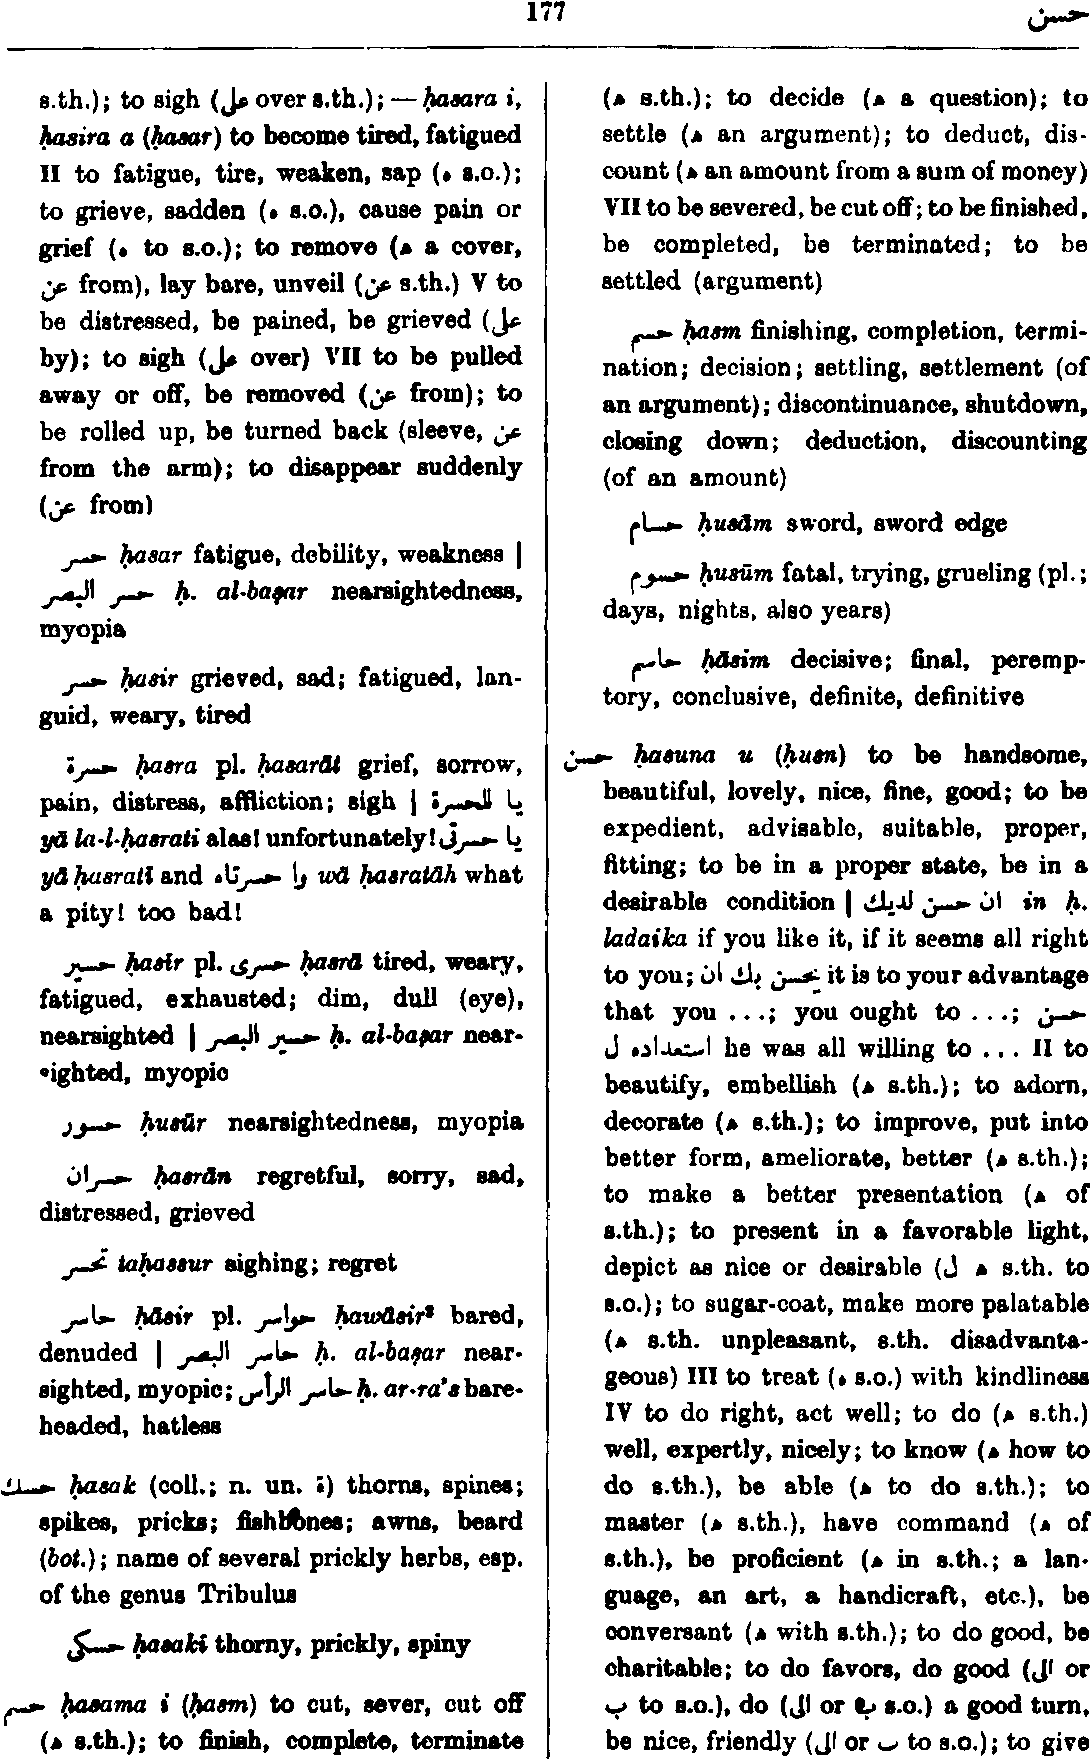 177
حسن
s.th.); to sigh (على over s.th.); — ḥasara i,
ḥasira a (ḥasar) to become tired, fatigued
II to fatigue, tire, weaken, sap (ه s.o.);
to grieve, sadden (ه s.o.), cause pain or
grief (ه to s.o.); to remove (ﻫ a cover,
عن from), lay bare, unveil (عن s.th.) V to
be distressed, be pained, be grieved (على
by); to sigh (على over) VII to be pulled
away or off, be removed (عن from); to
be rolled up, be turned back (sleeve, عن
from the arm); to disappear suddenly
(عن from)
حسر ḥasar fatigue, debility, weakness |
حسر البصر ḥ. al-baṣar nearsightedness,
myopia
حسر ḥasir grieved, sad; fatigued, lan-
guid, weary, tired
حسرة ḥasra pl. ḥasarāt grief, sorrow,
pain, distress, affliction; sigh | يا للحسرة
yā la-l-ḥasrati alas! unfortunately! يا حسرتى
yā ḥasratī and وا حسرتاه wā ḥasratāh what
a pity! too bad!
حسير ḥasīr pl. حسرى ḥasrā tired, weary,
fatigued, exhausted; dim, dull (eye),
nearsighted | حسير البصر ḥ. al-baṣar near-
sighted, myopic
حسور ḥusūr nearsightedness, myopia
حسران ḥasrān regretful, sorry, sad,
distressed, grieved
تحسر taḥassur sighing; regret
حاسر ḥāsir pl. حواسر ḥawāsir² bared,
denuded | حاسر البصر ḥ. al-baṣar near-
sighted, myopic; حاسر الرأس ḥ. ar-ra's bare-
headed, hatless
حسك ḥasak (coll.; n. un. ة) thorns, spines;
spikes, pricks; fishbones; awns, beard
(bot.); name of several prickly herbs, esp.
of the genus Tribulus
حسكى ḥasakī thorny, prickly, spiny
حسم ḥasama i (ḥasm) to cut, sever, cut off
(ﻫ s.th.); to finish, complete, terminate
(ﻫ s.th.); to decide (ﻫ a question); to
settle (ﻫ an argument); to deduct, dis-
count (ﻫ an amount from a sum of money)
VII to be severed, be cut off; to be finished,
be completed, be terminated; to be
settled (argument)
حسم ḥasm finishing, completion, termi-
nation; decision; settling, settlement (of
an argument); discontinuance, shutdown,
closing down; deduction, discounting
(of an amount)
حسام ḥusām sword, sword edge
حسوم ḥusūm fatal, trying, grueling (pl.;
days, nights, also years)
حاسم ḥāsim decisive; final, peremp-
tory, conclusive, definite, definitive
حسن ḥasuna u (ḥusn) to be handsome,
beautiful, lovely, nice, fine, good; to be
expedient, advisable, suitable, proper,
fitting; to be in a proper state, be in a
desirable condition | ان حسن لديك in ḥ.
ladaika if you like it, if it seems all right
to you; يحسن بك ان it is to your advantage
that you ...; you ought to ...; حسن
استعداده ل he was all willing to ... II to
beautify, embellish (ﻫ s.th.); to adorn,
decorate (ﻫ s.th.); to improve, put into
better form, ameliorate, better (ﻫ s.th.);
to make a better presentation (ﻫ of
s.th.); to present in a favorable light,
depict as nice or desirable (ل ﻫ s.th. to
s.o.); to sugar-coat, make more palatable
(ﻫ s.th. unpleasant, s.th. disadvanta-
geous) III to treat (ه s.o.) with kindliness
IV to do right, act well; to do (ﻫ s.th.)
well, expertly, nicely; to know (ﻫ how to
do s.th.), be able (ﻫ to do s.th.); to
master (ﻫ s.th.), have command (ﻫ of
s.th.), be proficient (ﻫ in s.th.; a lan-
guage, an art, a handicraft, etc.), be
conversant (ﻫ with s.th.); to do good, be
charitable; to do favors, do good (الى or
ب to s.o.), do (الى or ب s.o.) a good turn,
be nice, friendly (الى or ب to s.o.); to give